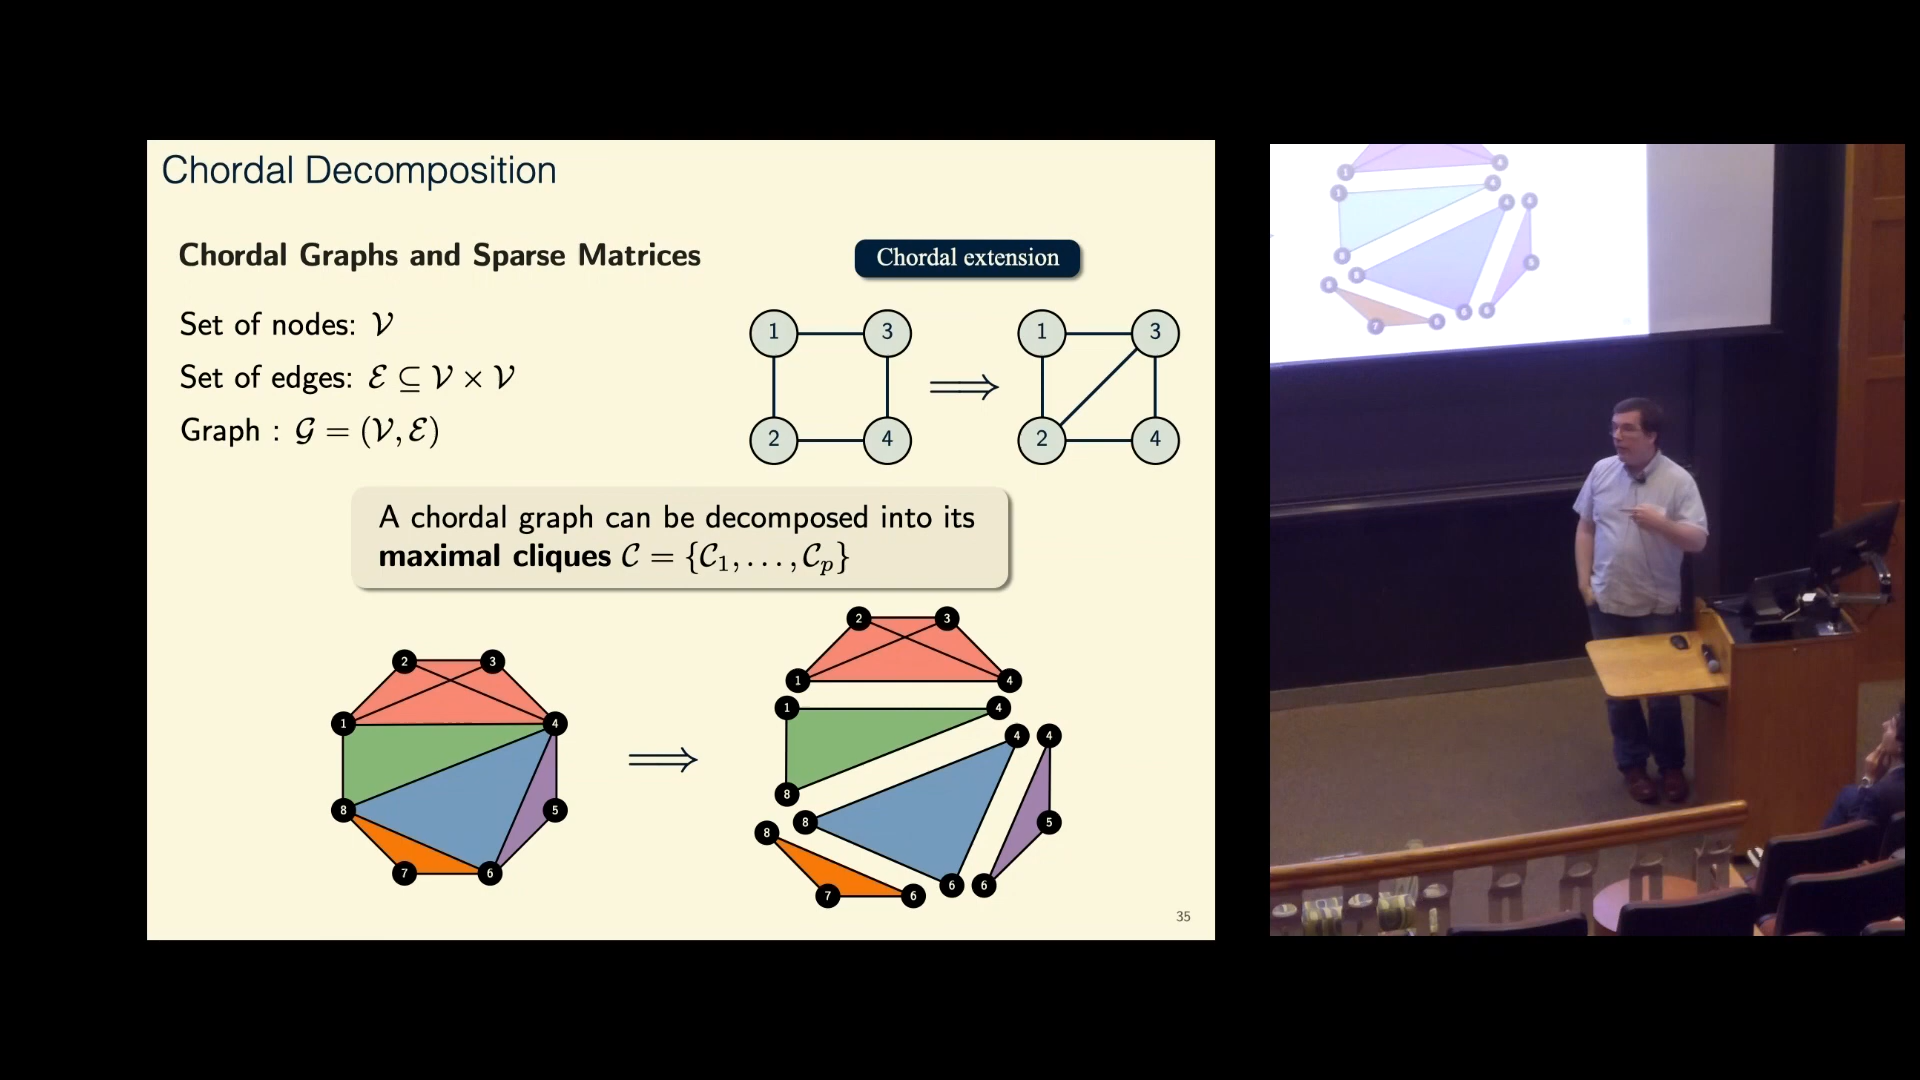 Chordal Decomposition
Chordal Graphs and Sparse Matrices
Chordal extension
Set of nodes: 𝒱
Set of edges: ℰ ⊆ 𝒱 × 𝒱
Graph : 𝒢 = (𝒱, ℰ)
1 3
2 4
⟹
1 3
2 4
A chordal graph can be decomposed into its
maximal cliques 𝒞 = {𝒞₁, . . . , 𝒞ₚ}
2 3
1 4
8 5
7 6
⟹
2 3
1 4
1 4
8
4
8
6
4
5
6
8
7 6
35